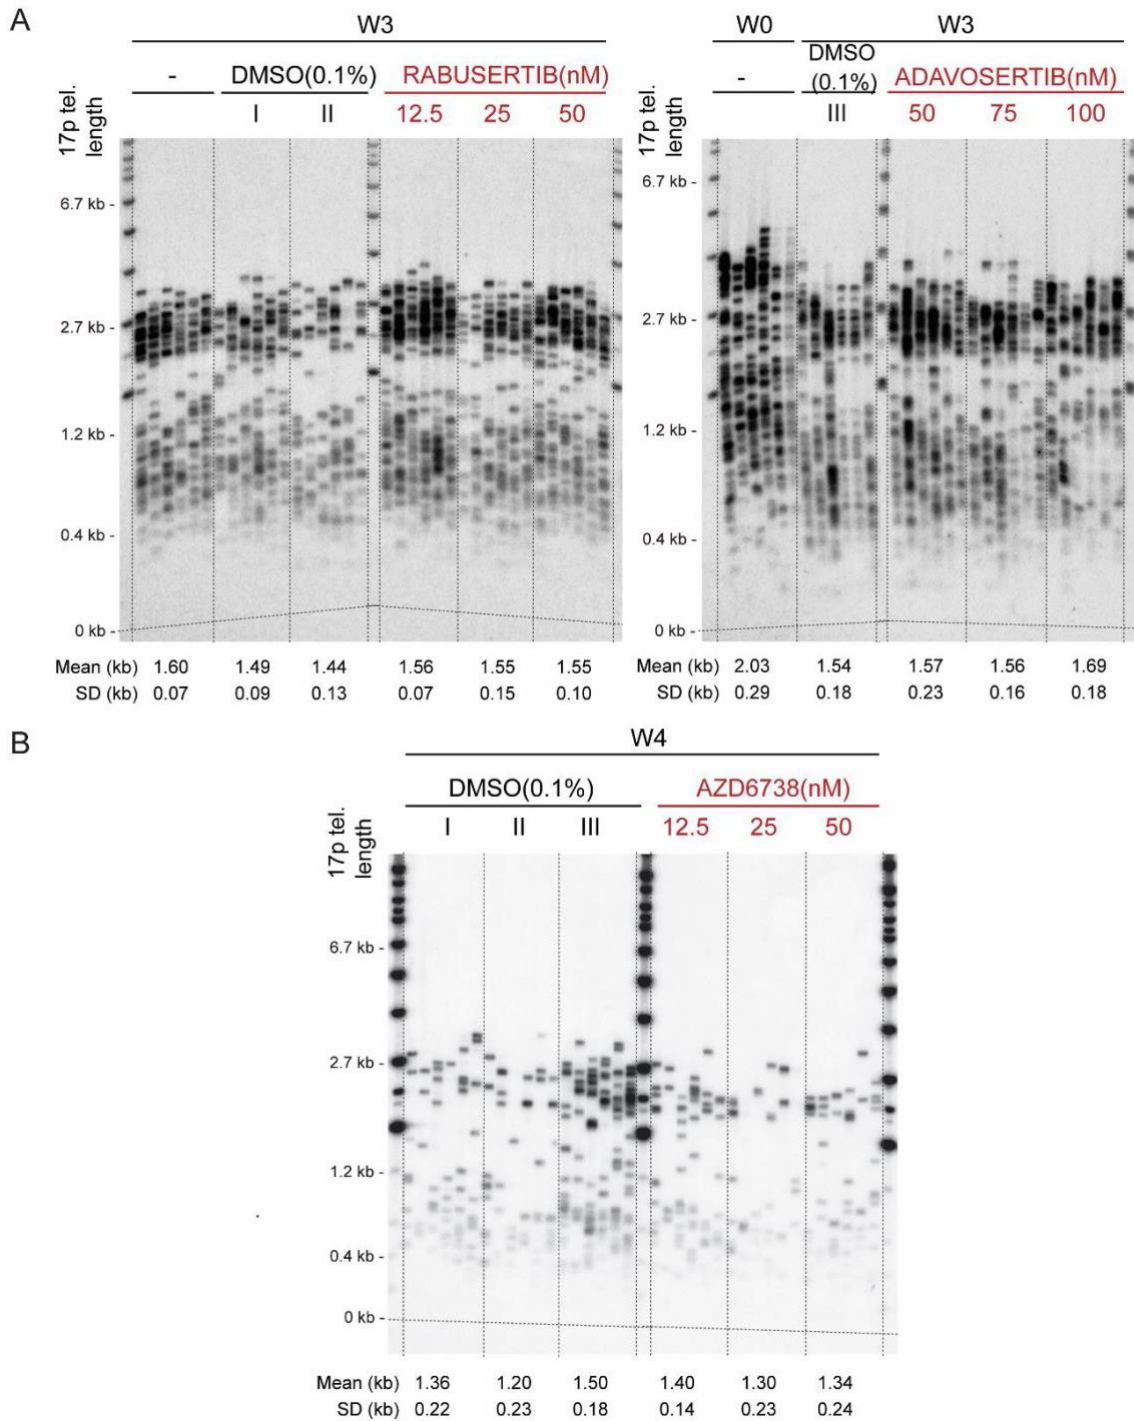 A
W3
- DMSO(0.1%) RABUSERTIB(nM)
I II 12.5 25 50
17p tel.
length
6.7 kb -
2.7 kb -
1.2 kb -
0.4 kb -
0 kb -
Mean (kb) 1.60 1.49 1.44 1.56 1.55 1.55
SD (kb) 0.07 0.09 0.13 0.07 0.15 0.10
W0 W3
- DMSO
(0.1%) ADAVOSERTIB(nM)
III 50 75 100
17p tel.
length
6.7 kb -
2.7 kb -
1.2 kb -
0.4 kb -
0 kb -
Mean (kb) 2.03 1.54 1.57 1.56 1.69
SD (kb) 0.29 0.18 0.23 0.16 0.18
B
W4
DMSO(0.1%) AZD6738(nM)
I II III 12.5 25 50
17p tel.
length
6.7 kb -
2.7 kb -
1.2 kb -
0.4 kb -
0 kb -
Mean (kb) 1.36 1.20 1.50 1.40 1.30 1.34
SD (kb) 0.22 0.23 0.18 0.14 0.23 0.24